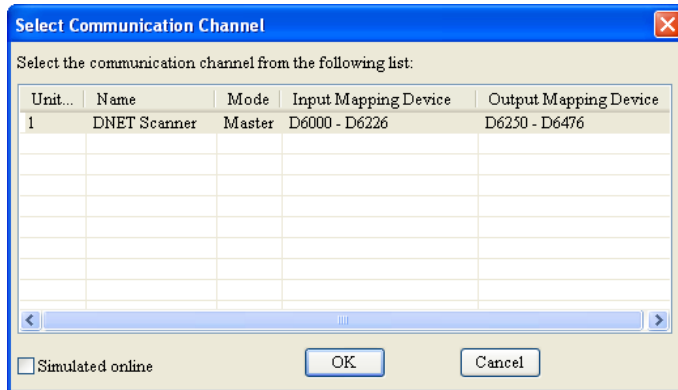 Select Communication Channel
Select the communication channel from the following list:
Unit... Name Mode Input Mapping Device Output Mapping Device
1 DNET Scanner Master D6000 - D6226 D6250 - D6476
Simulated online OK Cancel